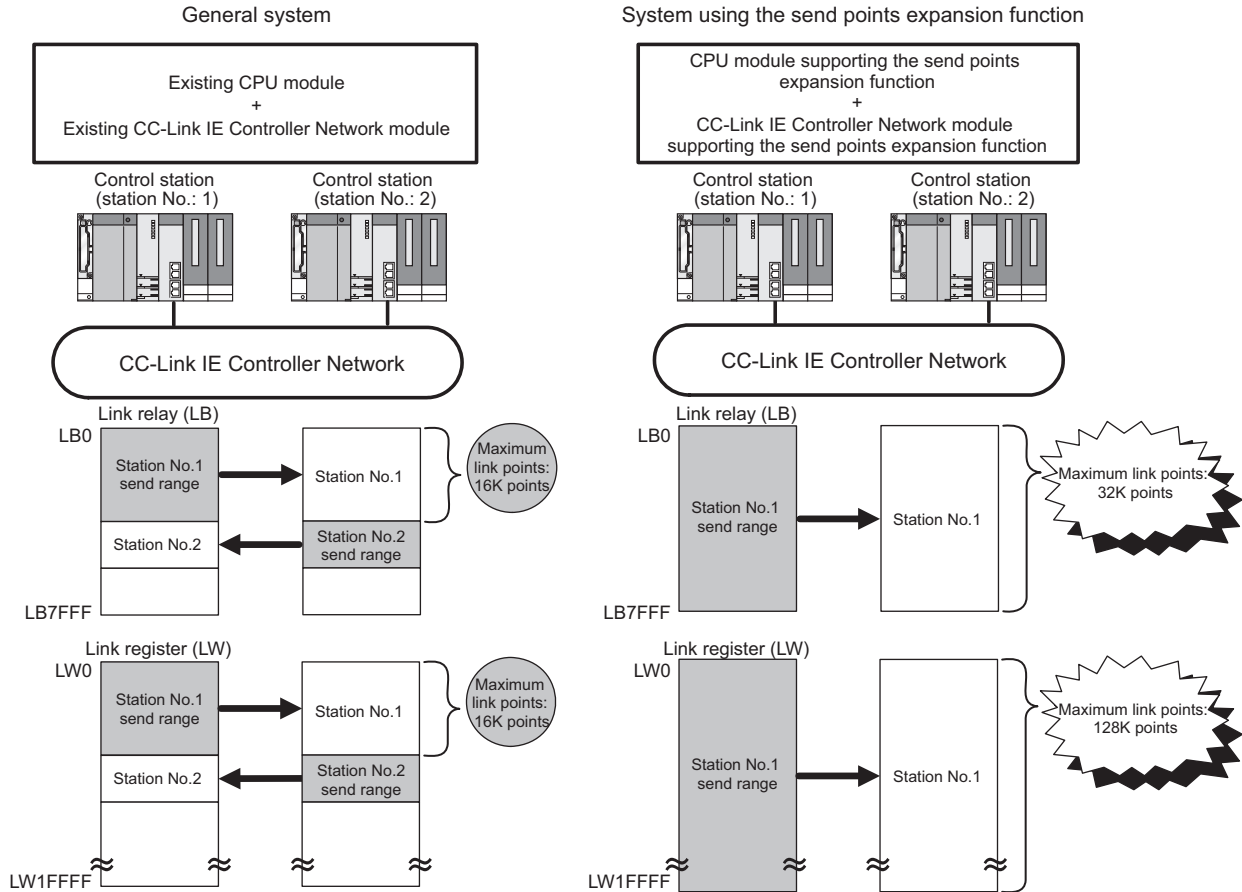 General system
Existing CPU module
+
Existing CC-Link IE Controller Network module
Control station
(station No.: 1)
Control station
(station No.: 2)
CC-Link IE Controller Network
Link relay (LB)
LB0
Station No.1
send range
Station No.1
Maximum
link points:
16K points
Station No.2
Station No.2
send range
LB7FFF
Link register (LW)
LW0
Station No.1
send range
Station No.1
Maximum
link points:
16K points
Station No.2
Station No.2
send range
LW1FFFF
System using the send points expansion function
CPU module supporting the send points
expansion function
+
CC-Link IE Controller Network module
supporting the send points expansion function
Control station
(station No.: 1)
Control station
(station No.: 2)
CC-Link IE Controller Network
Link relay (LB)
LB0
Station No.1
send range
Station No.1
Maximum link points:
32K points
LB7FFF
Link register (LW)
LW0
Station No.1
send range
Station No.1
Maximum link points:
128K points
LW1FFFF